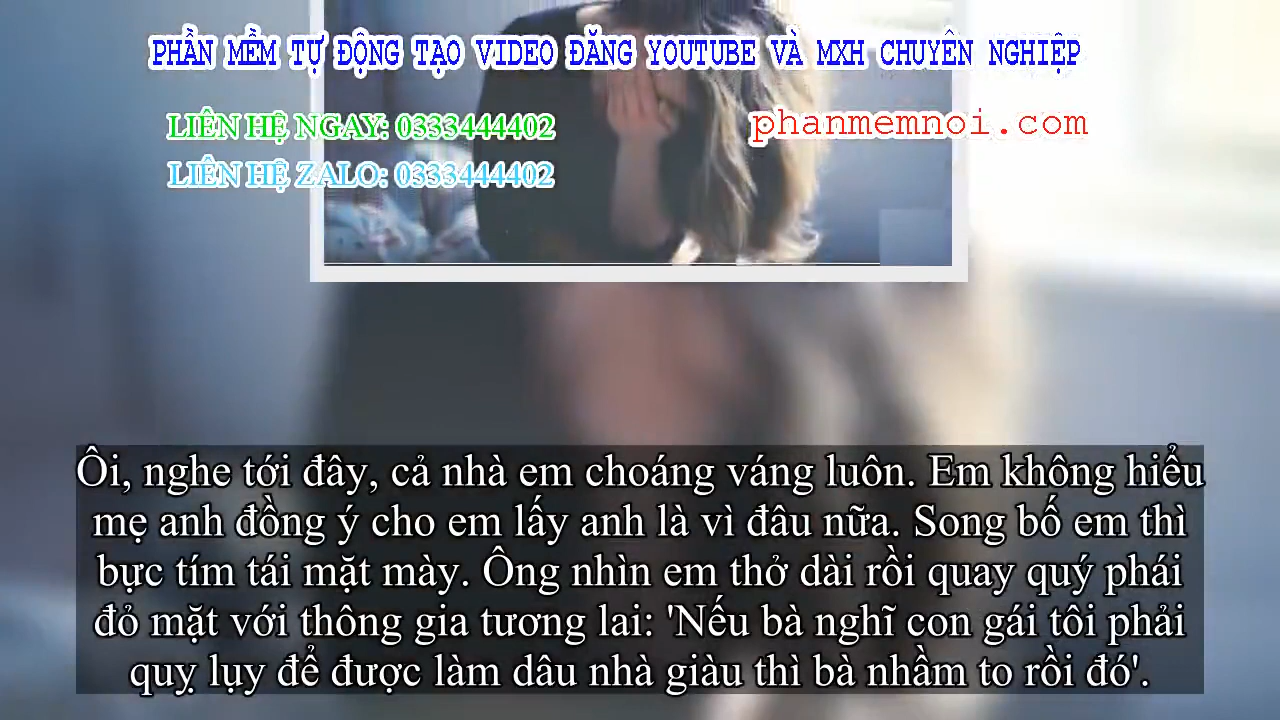 PHẦN MỀM TỰ ĐỘNG TẠO VIDEO ĐĂNG YOUTUBE VÀ MXH CHUYÊN NGHIỆP
LIÊN HỆ NGAY: 0333444402
phanmemnoi.com
LIÊN HỆ ZALO: 0333444402
Ôi, nghe tới đây, cả nhà em choáng váng luôn. Em không hiểu
mẹ anh đồng ý cho em lấy anh là vì đâu nữa. Song bố em thì
bực tím tái mặt mày. Ông nhìn em thở dài rồi quay quý phái
đỏ mặt với thông gia tương lai: 'Nếu bà nghĩ con gái tôi phải
quỵ lụy để được làm dâu nhà giàu thì bà nhầm to rồi đó'.